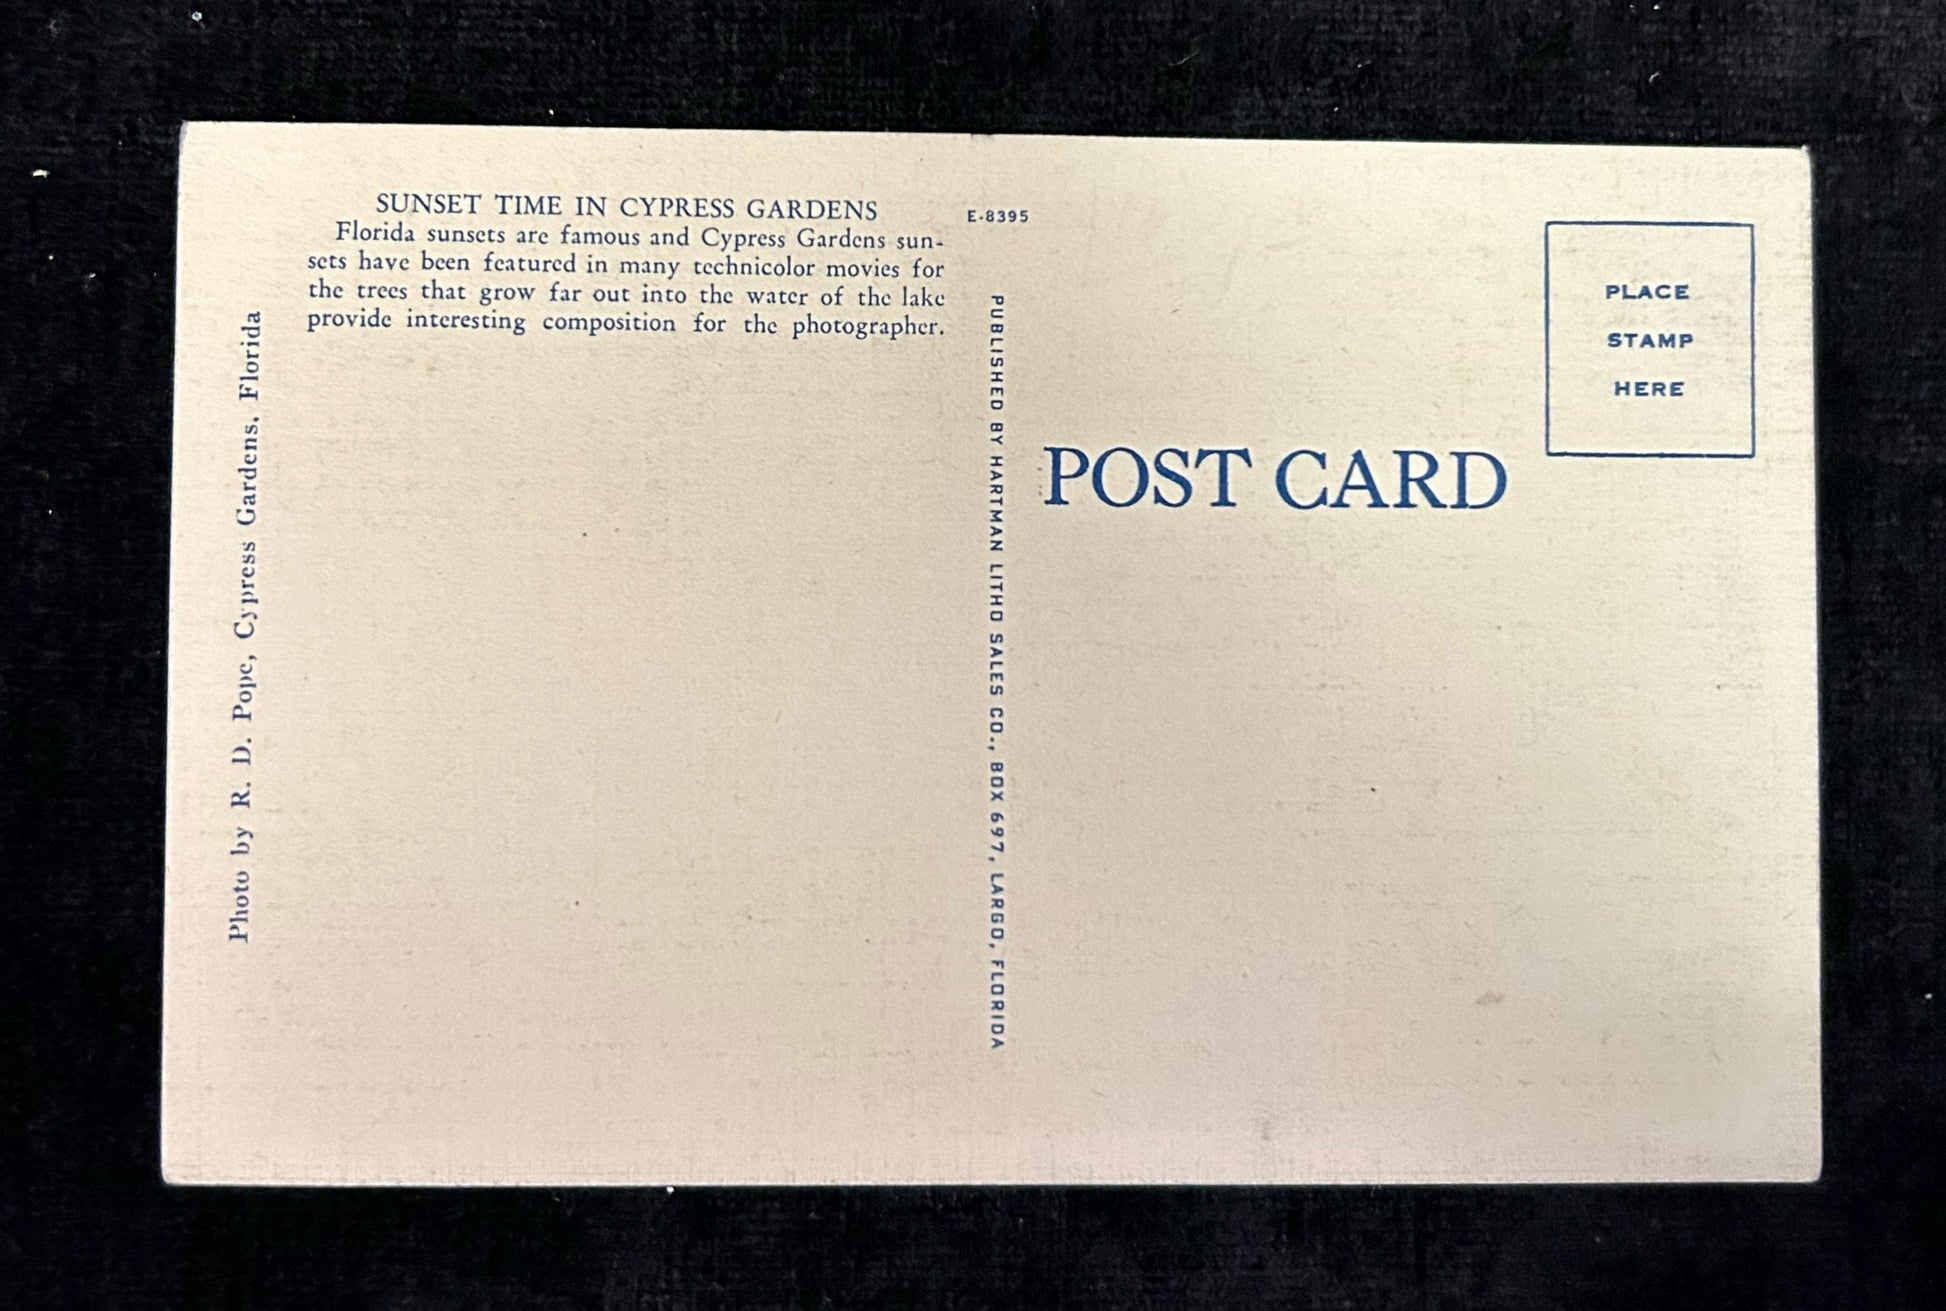 SUNSET TIME IN CYPRESS GARDENS
Florida sunsets are famous and Cypress Gardens sun-
sets have been featured in many technicolor movies for
the trees that grow far out into the water of the lake
provide interesting composition for the photographer.
Photo by R. D. Pope, Cypress Gardens, Florida
E-8395
PUBLISHED BY HARTMAN LITHO SALES CO., BOX 697, LARGO, FLORIDA
POST CARD
PLACE
STAMP
HERE